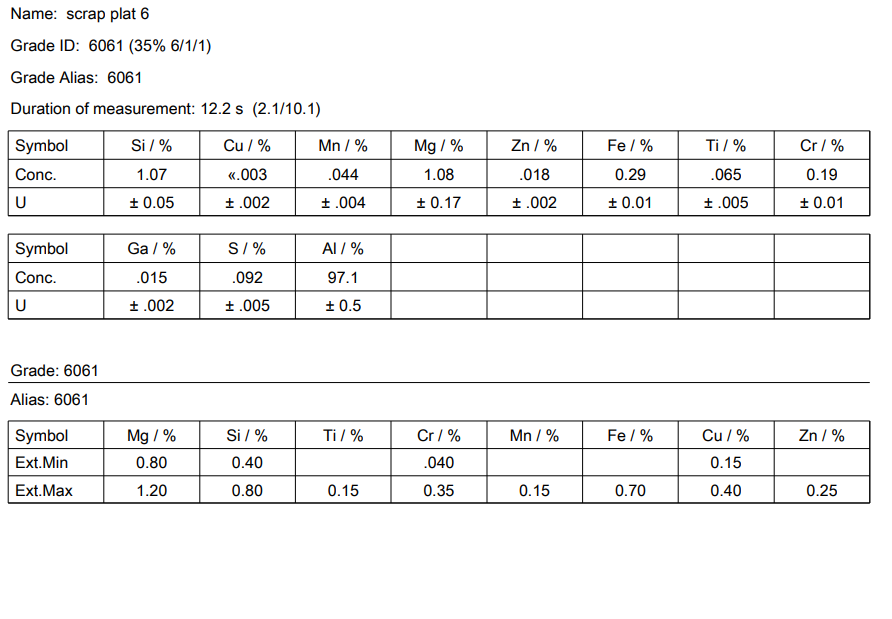 Name: scrap plat 6
Grade ID: 6061 (35% 6/1/1)
Grade Alias: 6061
Duration of measurement: 12.2 s (2.1/10.1)
Symbol Si / % Cu / % Mn / % Mg / % Zn / % Fe / % Ti / % Cr / %
Conc. 1.07 «.003 .044 1.08 .018 0.29 .065 0.19
U ± 0.05 ± .002 ± .004 ± 0.17 ± .002 ± 0.01 ± .005 ± 0.01
Symbol Ga / % S / % Al / %
Conc. .015 .092 97.1
U ± .002 ± .005 ± 0.5
Grade: 6061
Alias: 6061
Symbol Mg / % Si / % Ti / % Cr / % Mn / % Fe / % Cu / % Zn / %
Ext.Min 0.80 0.40 .040 0.15
Ext.Max 1.20 0.80 0.15 0.35 0.15 0.70 0.40 0.25